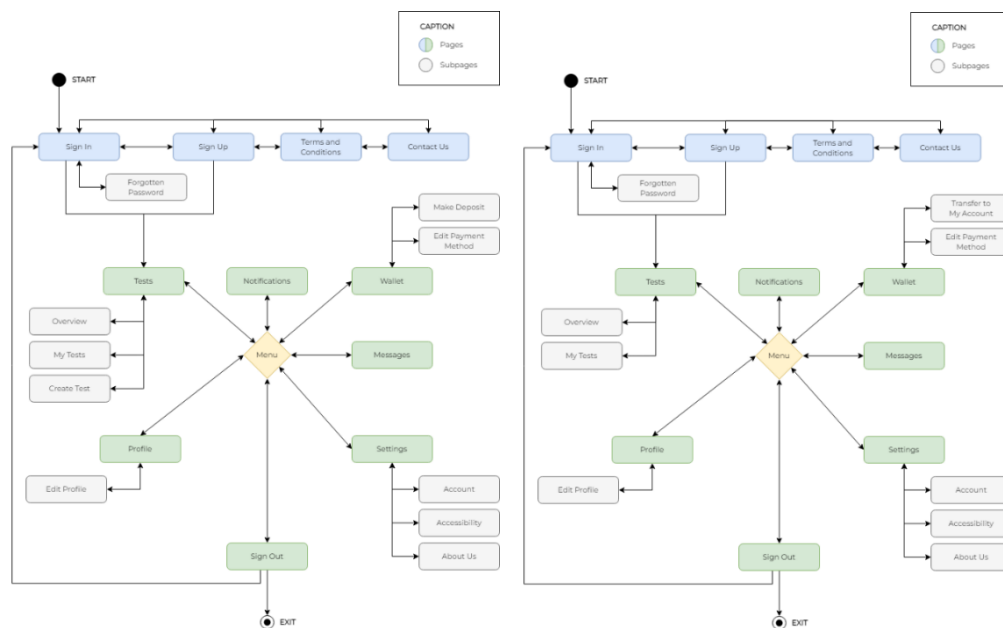 CAPTION
Pages
Subpages
START
Sign In
Sign Up
Terms and
Conditions
Contact Us
Forgotten
Password
Make Deposit
Edit Payment
Method
Tests
Notifications
Wallet
Overview
My Tests
Create Test
Menu
Messages
Profile
Settings
Edit Profile
Account
Accessibility
About Us
Sign Out
EXIT
CAPTION
Pages
Subpages
START
Sign In
Sign Up
Terms and
Conditions
Contact Us
Forgotten
Password
Transfer to
My Account
Edit Payment
Method
Tests
Notifications
Wallet
Overview
My Tests
Menu
Messages
Profile
Settings
Edit Profile
Account
Accessibility
About Us
Sign Out
EXIT